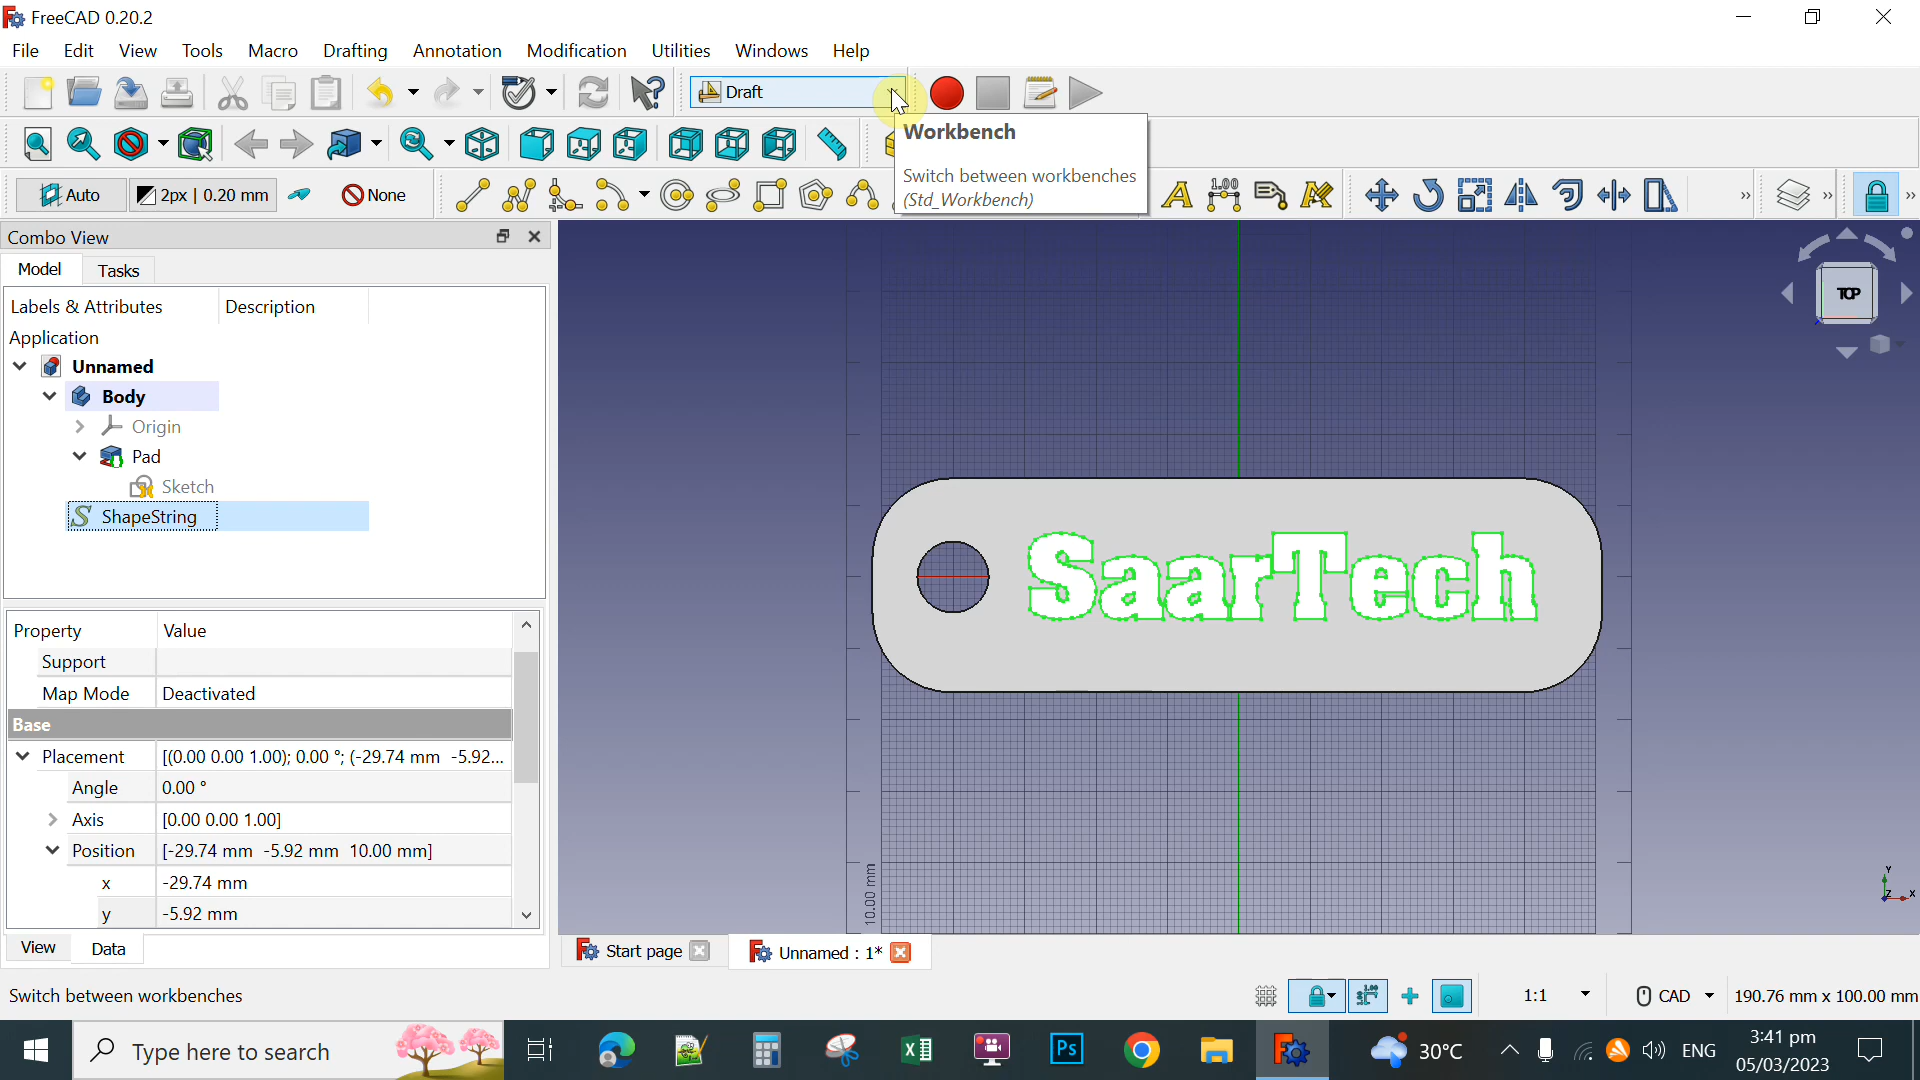 FreeCAD 0.20.2
File Edit View Tools Macro Drafting Annotation Modification Utilities Windows Help
Draft
Workbench
Switch between workbenches
(Std_Workbench)
Auto 2px | 0.20 mm None
A 1.00
Combo View
Model Tasks
Labels & Attributes Description
Application
Unnamed
Body
Origin
Pad
Sketch
S ShapeString
Property Value
Support
Map Mode Deactivated
Base
Placement [(0.00 0.00 1.00); 0.00 °; (-29.74 mm -5.92...
Angle 0.00 °
Axis [0.00 0.00 1.00]
Position [-29.74 mm -5.92 mm 10.00 mm]
x -29.74 mm
y -5.92 mm
View Data
TOP
SaarTech
10.00 mm
Y
Z X
Start page Unnamed : 1*
Switch between workbenches
1:1 CAD 190.76 mm x 100.00 mm
Type here to search
Ps
30°C
ENG
3:41 pm
05/03/2023